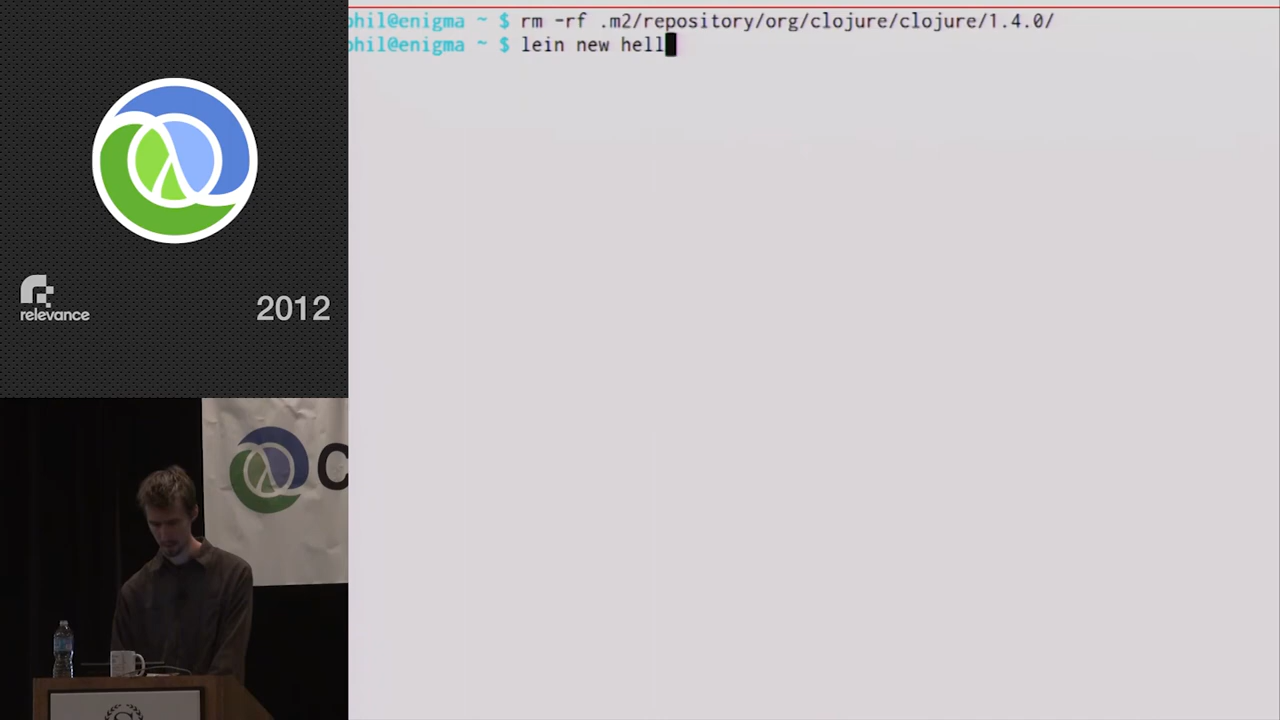 phil@enigma ~ $ rm -rf .m2/repository/org/clojure/clojure/1.4.0/
phil@enigma ~ $ lein new hell
relevance
2012
C
S